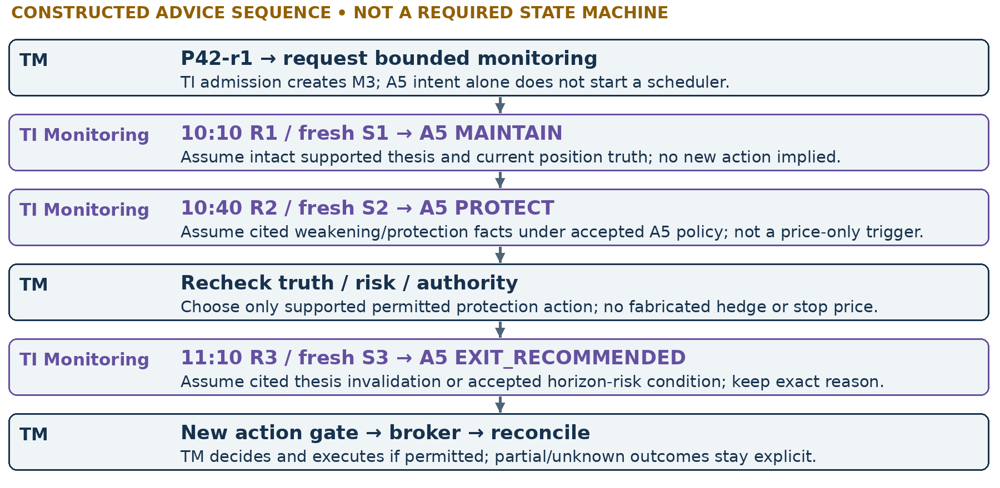 CONSTRUCTED ADVICE SEQUENCE • NOT A REQUIRED STATE MACHINE
TM
P42-r1 → request bounded monitoring
TI admission creates M3; A5 intent alone does not start a scheduler.
TI Monitoring
10:10 R1 / fresh S1 → A5 MAINTAIN
Assume intact supported thesis and current position truth; no new action implied.
TI Monitoring
10:40 R2 / fresh S2 → A5 PROTECT
Assume cited weakening/protection facts under accepted A5 policy; not a price-only trigger.
TM
Recheck truth / risk / authority
Choose only supported permitted protection action; no fabricated hedge or stop price.
TI Monitoring
11:10 R3 / fresh S3 → A5 EXIT_RECOMMENDED
Assume cited thesis invalidation or accepted horizon-risk condition; keep exact reason.
TM
New action gate → broker → reconcile
TM decides and executes if permitted; partial/unknown outcomes stay explicit.